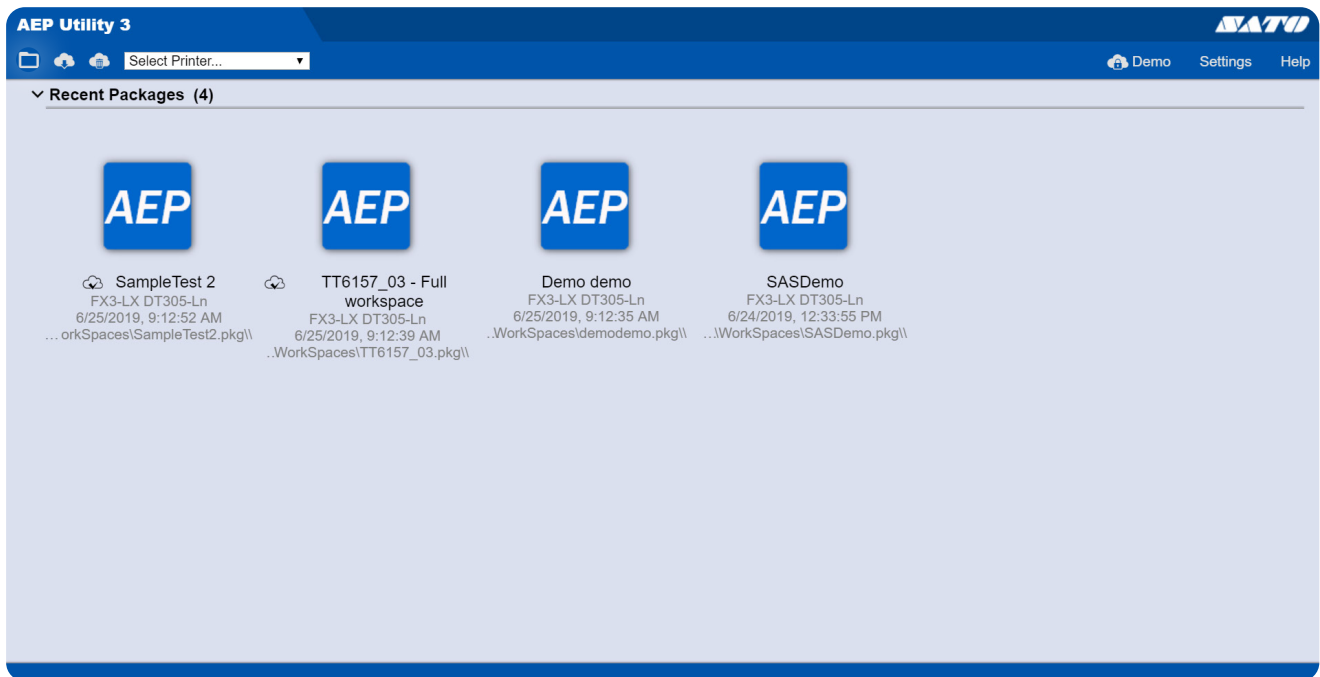 AEP Utility 3
SATO
Select Printer...
Demo
Settings
Help
Recent Packages (4)
AEP
SampleTest 2
FX3-LX DT305-Ln
6/25/2019, 9:12:52 AM
...orkSpaces\SampleTest2.pkg\\
AEP
TT6157_03 - Full
workspace
FX3-LX DT305-Ln
6/25/2019, 9:12:39 AM
..WorkSpaces\TT6157_03.pkg\\
AEP
Demo demo
FX3-LX DT305-Ln
6/25/2019, 9:12:35 AM
..WorkSpaces\demodemo.pkg\\
AEP
SASDemo
FX3-LX DT305-Ln
6/24/2019, 12:33:55 PM
...\WorkSpaces\SASDemo.pkg\\